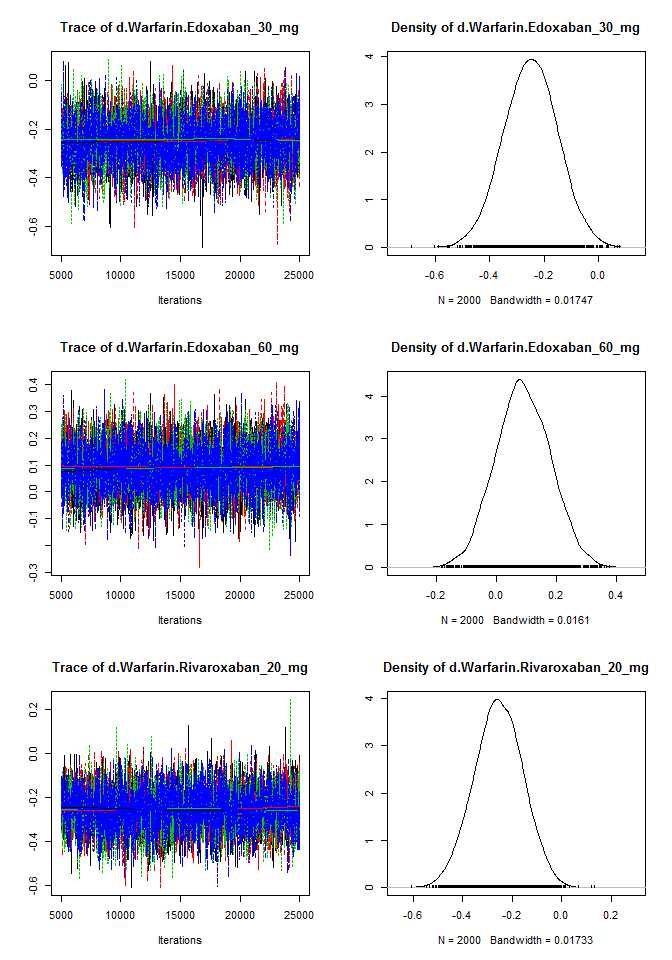 Trace of d.Warfarin.Edoxaban_30_mg
0.0
-0.2
-0.4
-0.6
5000 10000 15000 20000 25000
Iterations
Density of d.Warfarin.Edoxaban_30_mg
4
3
2
1
0
-0.6 -0.4 -0.2 0.0
N = 2000 Bandwidth = 0.01747
Trace of d.Warfarin.Edoxaban_60_mg
0.4
0.3
0.2
0.1
0.0
-0.1
-0.3
5000 10000 15000 20000 25000
Iterations
Density of d.Warfarin.Edoxaban_60_mg
4
3
2
1
0
-0.2 0.0 0.2 0.4
N = 2000 Bandwidth = 0.0161
Trace of d.Warfarin.Rivaroxaban_20_mg
0.2
0.0
-0.2
-0.4
-0.6
5000 10000 15000 20000 25000
Iterations
Density of d.Warfarin.Rivaroxaban_20_mg
4
3
2
1
0
-0.6 -0.4 -0.2 0.0 0.2
N = 2000 Bandwidth = 0.01733